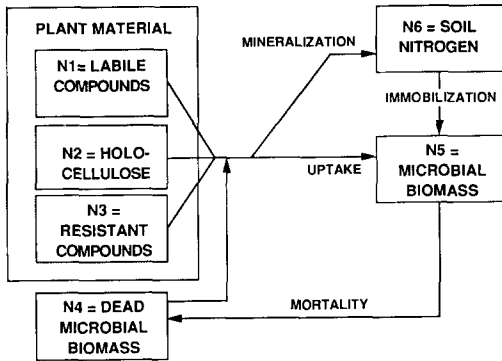 PLANT MATERIAL
N1= LABILE
COMPOUNDS
N2 = HOLO-
CELLULOSE
N3 =
RESISTANT
COMPOUNDS
N4 = DEAD
MICROBIAL
BIOMASS
MINERALIZATION
N6 = SOIL
NITROGEN
IMMOBILIZATION
UPTAKE
N5 =
MICROBIAL
BIOMASS
MORTALITY